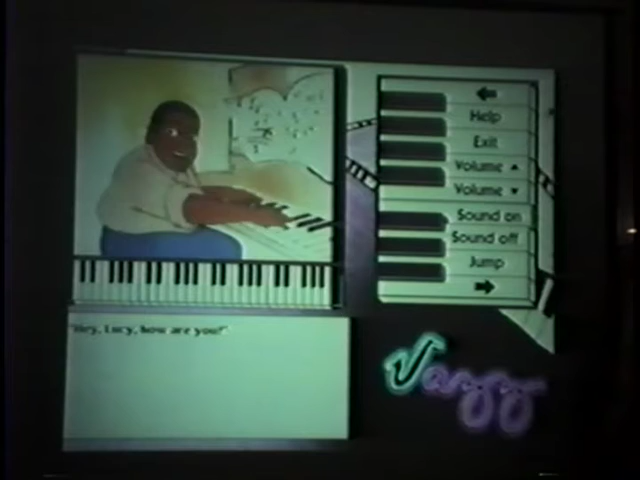 Help
Exit
Volume ▲
Volume ▼
Sound on
Sound off
Jump
"Hey, Lucy, how are you?"
Jazz